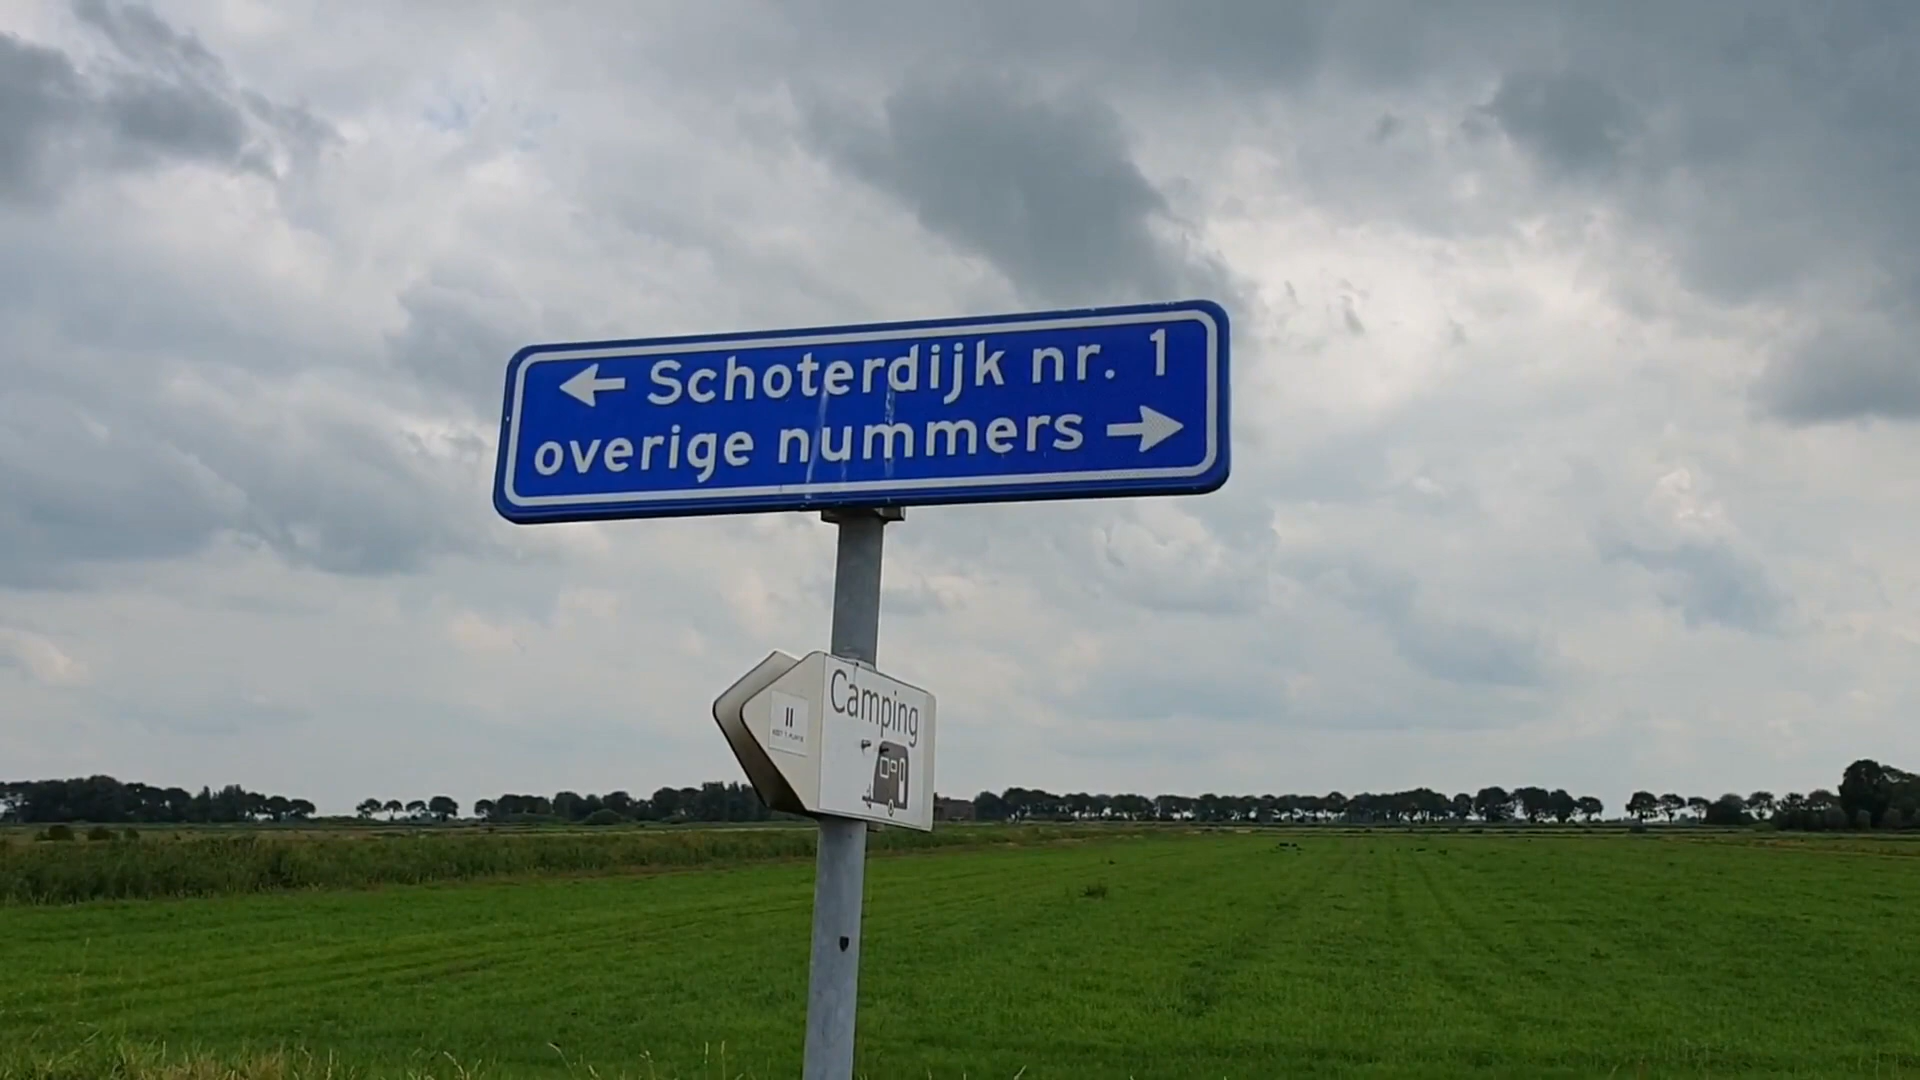 ← Schoterdijk nr. 1
overige nummers →
Camping